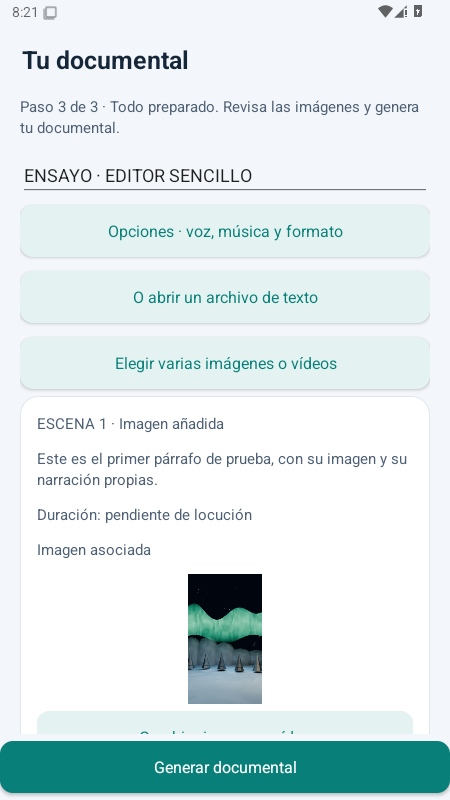 8:21
Tu documental
Paso 3 de 3 · Todo preparado. Revisa las imágenes y genera
tu documental.
ENSAYO · EDITOR SENCILLO
Opciones · voz, música y formato
O abrir un archivo de texto
Elegir varias imágenes o vídeos
ESCENA 1 · Imagen añadida
Este es el primer párrafo de prueba, con su imagen y su
narración propias.
Duración: pendiente de locución
Imagen asociada
Generar documental